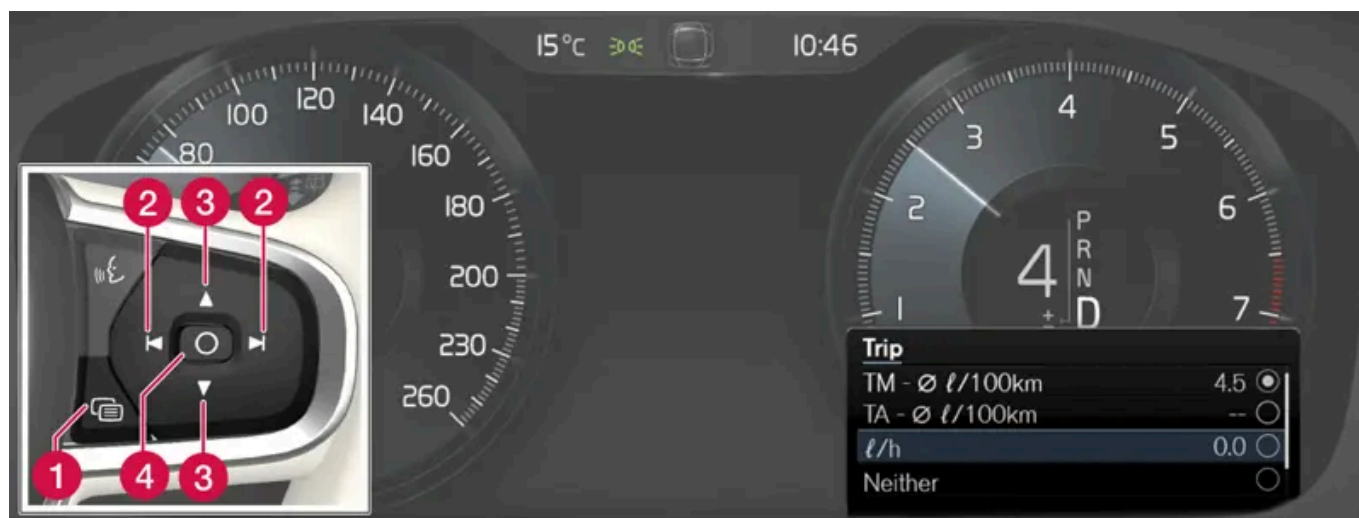 15°C 10:46
80
100
120
140
160
180
200
230
260
1
2
3
4
5
6
7
4
P
R
N
D
±
2 3 2
1 4 3
Trip
TM - Ø ℓ/100km 4.5
TA - Ø ℓ/100km --
ℓ/h 0.0
Neither